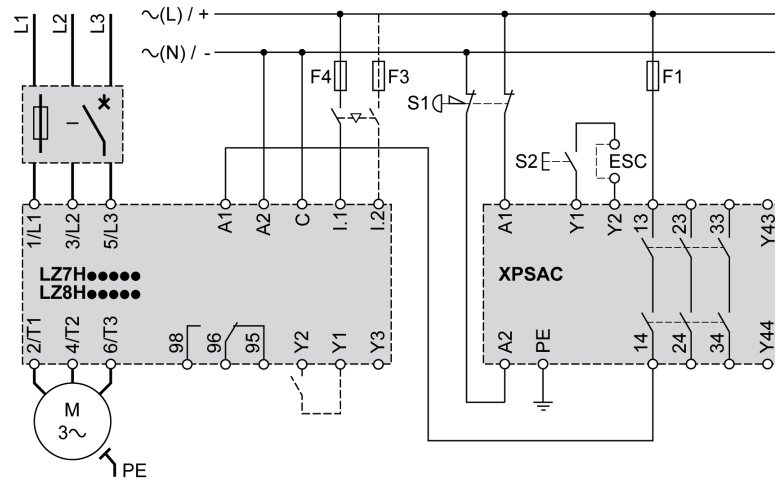 L1 L2 L3
∼(L) / +
∼(N) / -
F4 F3 F1
S1
S2 ESC
1/L1 3/L2 5/L3 A1 A2 C I.1 I.2
A1 Y1 Y2 13 23 33 Y43
LZ7H●●●●●
LZ8H●●●●●
XPSAC
2/T1 4/T2 6/T3 98 96 95 Y2 Y1 Y3
A2 PE 14 24 34 Y44
M
3∼
PE